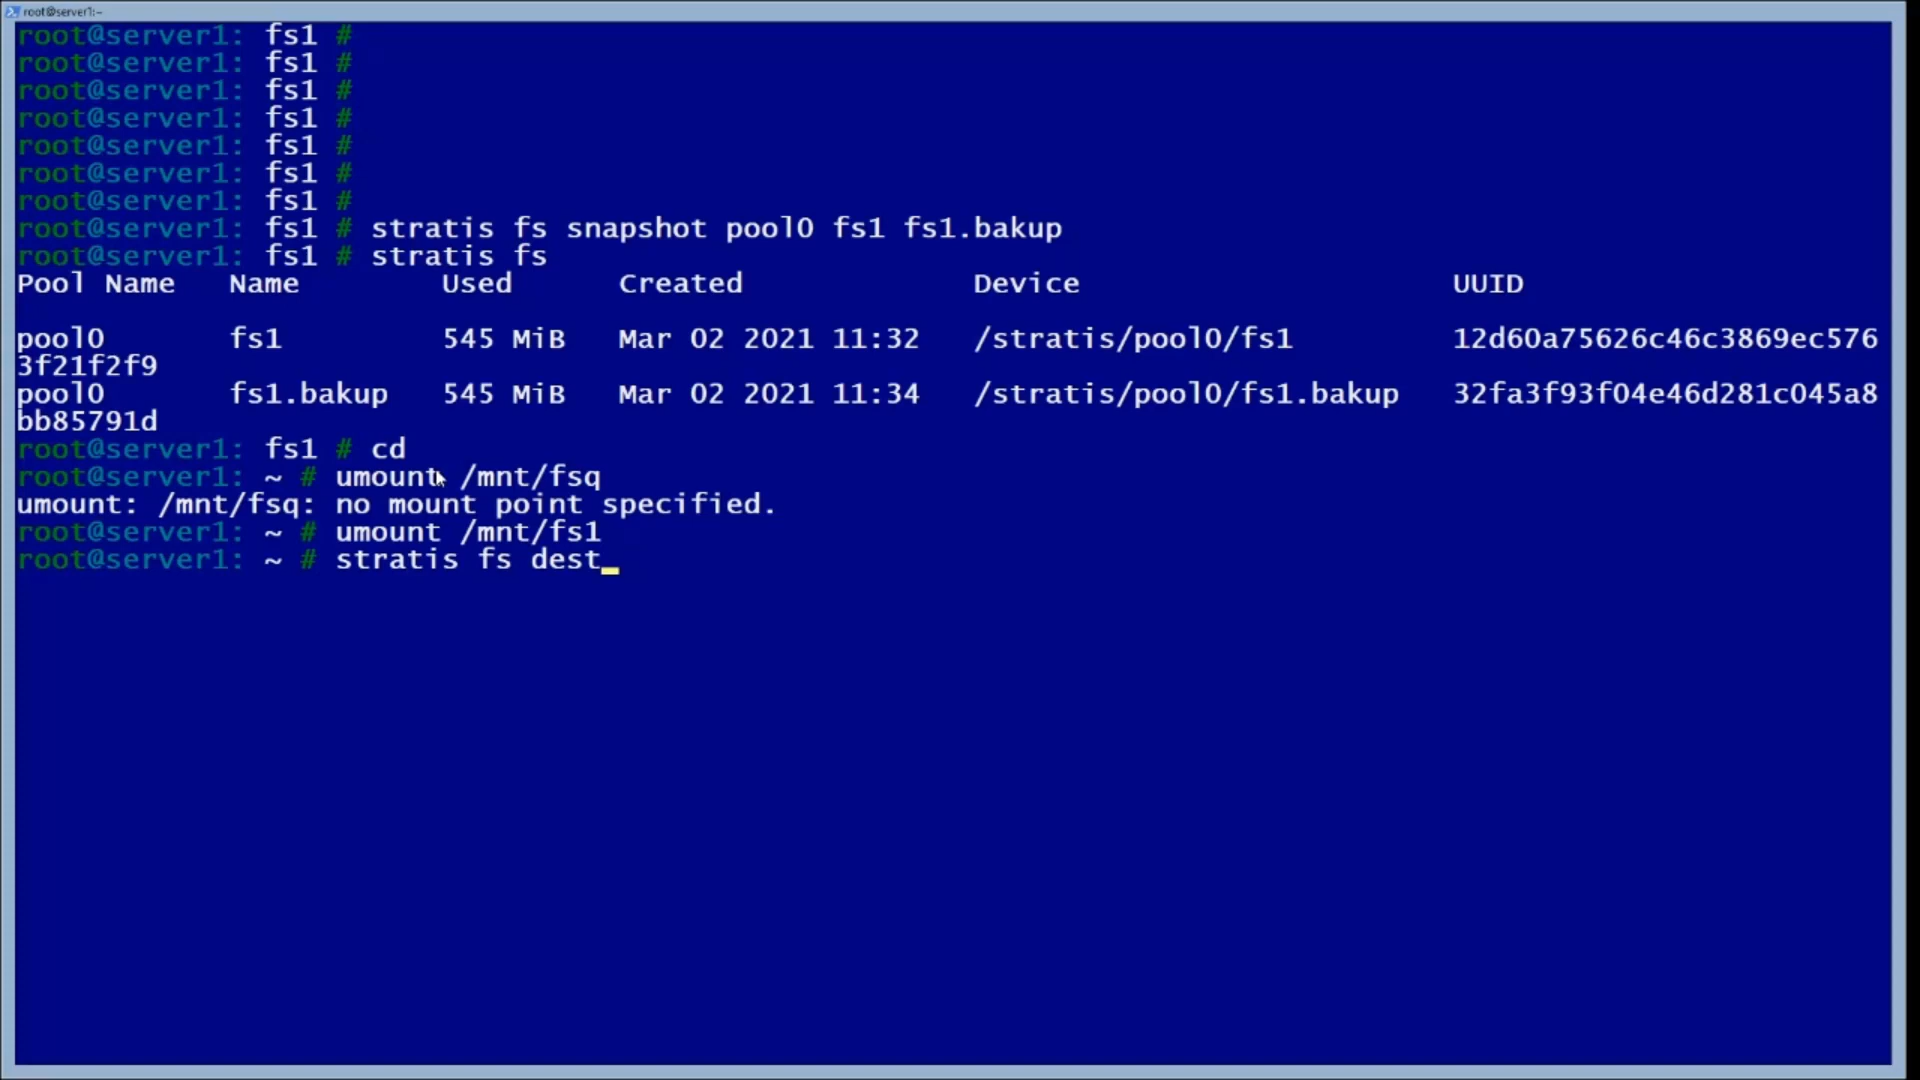 root@server1:~
root@server1: fs1 #
root@server1: fs1 #
root@server1: fs1 #
root@server1: fs1 #
root@server1: fs1 #
root@server1: fs1 #
root@server1: fs1 #
root@server1: fs1 # stratis fs snapshot pool0 fs1 fs1.bakup
root@server1: fs1 # stratis fs
Pool Name   Name        Used      Created             Device                     UUID
pool0       fs1         545 MiB   Mar 02 2021 11:32   /stratis/pool0/fs1         12d60a75626c46c3869ec576
3f21f2f9
pool0       fs1.bakup   545 MiB   Mar 02 2021 11:34   /stratis/pool0/fs1.bakup   32fa3f93f04e46d281c045a8
bb85791d
root@server1: fs1 # cd
root@server1: ~ # umount /mnt/fsq
umount: /mnt/fsq: no mount point specified.
root@server1: ~ # umount /mnt/fs1
root@server1: ~ # stratis fs dest